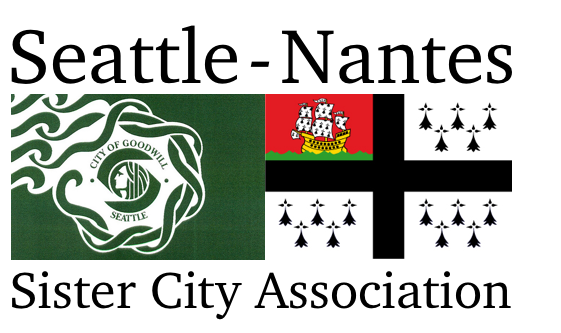 Seattle - Nantes
CITY OF GOODWILL
SEATTLE
Sister City Association